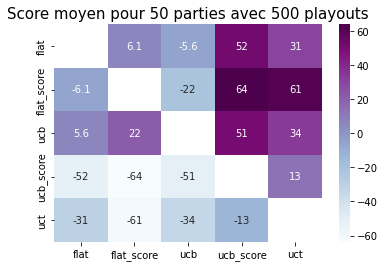 Score moyen pour 50 parties avec 500 playouts
flat 6.1 -5.6 52 31
flat_score -6.1 -22 64 61
ucb 5.6 22 51 34
ucb_score -52 -64 -51 13
uct -31 -61 -34 -13
flat flat_score ucb ucb_score uct
60
40
20
0
-20
-40
-60